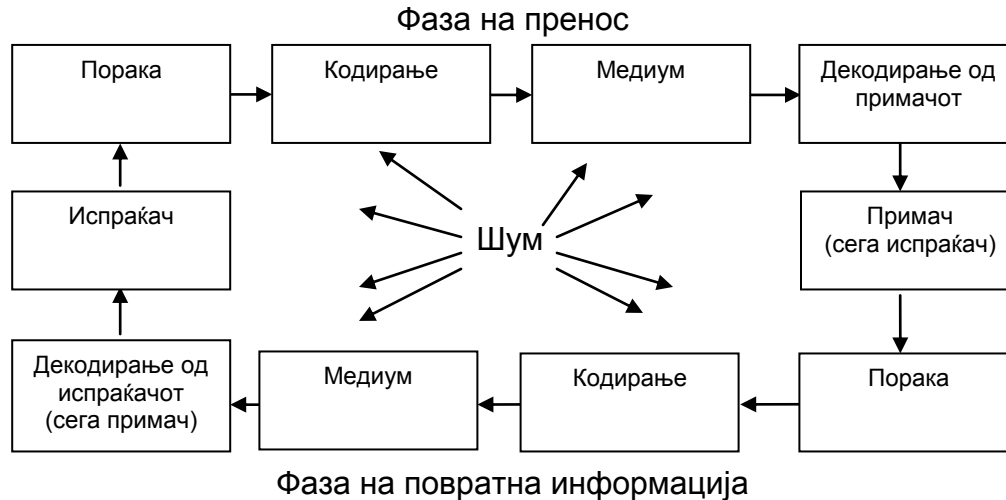 Фаза на пренос
Порака
Кодирање
Медиум
Декодирање од
примачот
Испраќач
Шум
Примач
(сега испраќач)
Декодирање од
испраќачот
(сега примач)
Медиум
Кодирање
Порака
Фаза на повратна информација